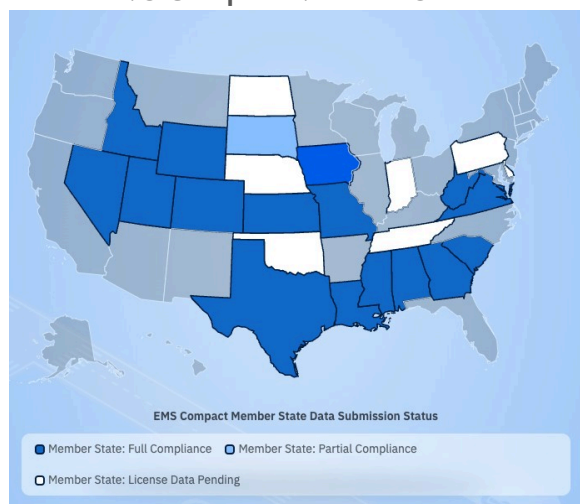 EMS Compact Member State Data Submission Status
Member State: Full Compliance Member State: Partial Compliance
Member State: License Data Pending